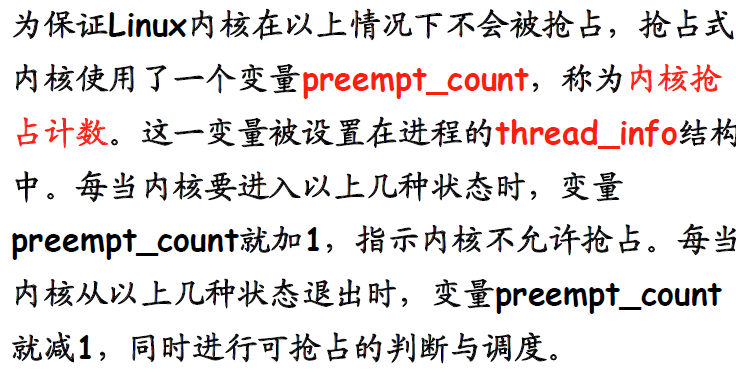 为保证Linux内核在以上情况下不会被抢占，抢占式
内核使用了一个变量preempt_count，称为内核抢
占计数。这一变量被设置在进程的thread_info结构
中。每当内核要进入以上几种状态时，变量
preempt_count就加1，指示内核不允许抢占。每当
内核从以上几种状态退出时，变量preempt_count
就减1，同时进行可抢占的判断与调度。